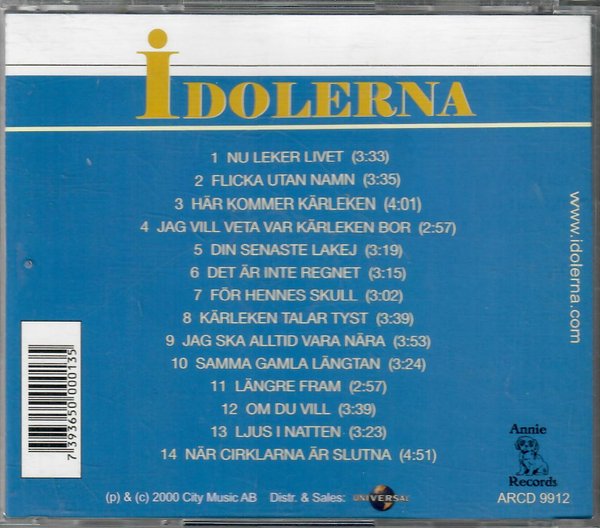 iDOLERNA
1 NU LEKER LIVET (3:33)
2 FLICKA UTAN NAMN (3:35)
3 HÄR KOMMER KÄRLEKEN (4:01)
4 JAG VILL VETA VAR KÄRLEKEN BOR (2:57)
5 DIN SENASTE LAKEJ (3:19)
6 DET ÄR INTE REGNET (3:15)
7 FÖR HENNES SKULL (3:02)
8 KÄRLEKEN TALAR TYST (3:39)
9 JAG SKA ALLTID VARA NÄRA (3:53)
10 SAMMA GAMLA LÄNGTAN (3:24)
11 LÄNGRE FRAM (2:57)
12 OM DU VILL (3:39)
13 LJUS I NATTEN (3:23)
14 NÄR CIRKLARNA ÄR SLUTNA (4:51)
www.idolerna.com
7 393650 000135
(p) & (c) 2000 City Music AB Distr. & Sales: UNIVERSAL
Annie
Records
ARCD 9912